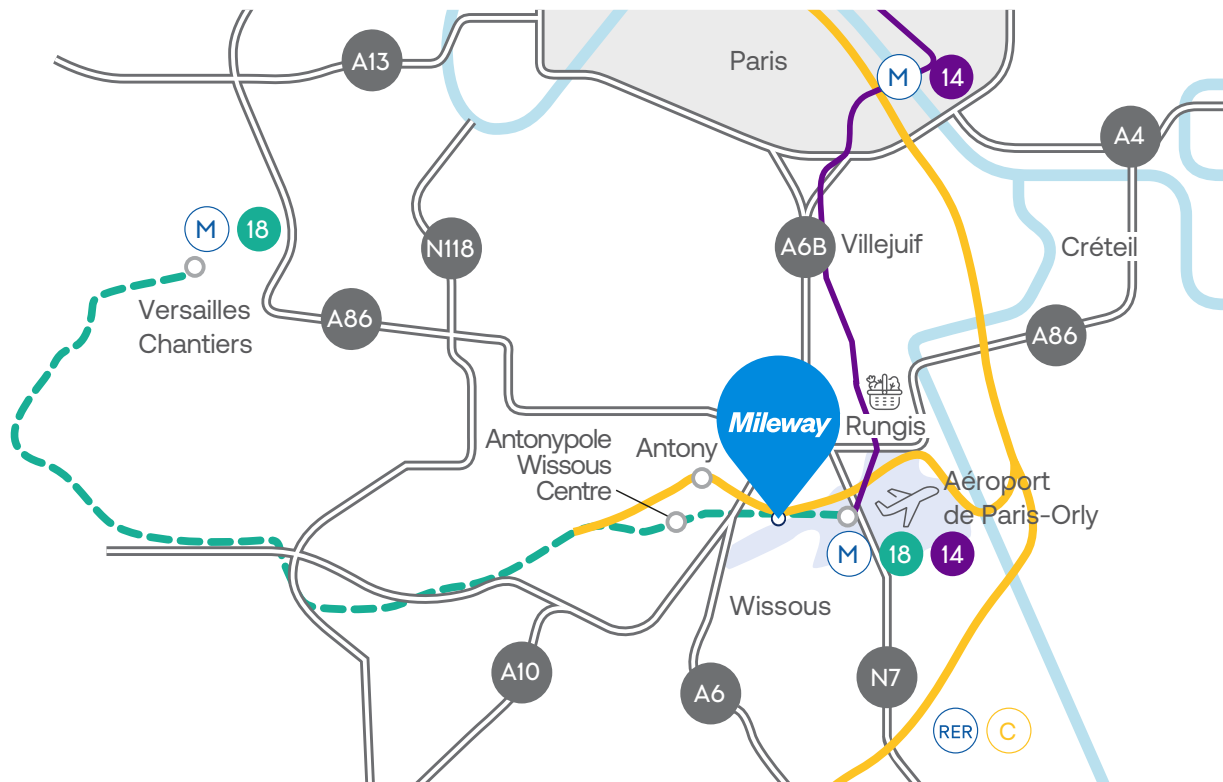 A13
Paris
M
14
A4
M
18
N118
A6B
Villejuif
Créteil
Versailles
Chantiers
A86
A86
Mileway
Rungis
Antonypole
Wissous
Centre
Antony
Aéroport
de Paris-Orly
M
18
14
Wissous
A10
A6
N7
RER
C